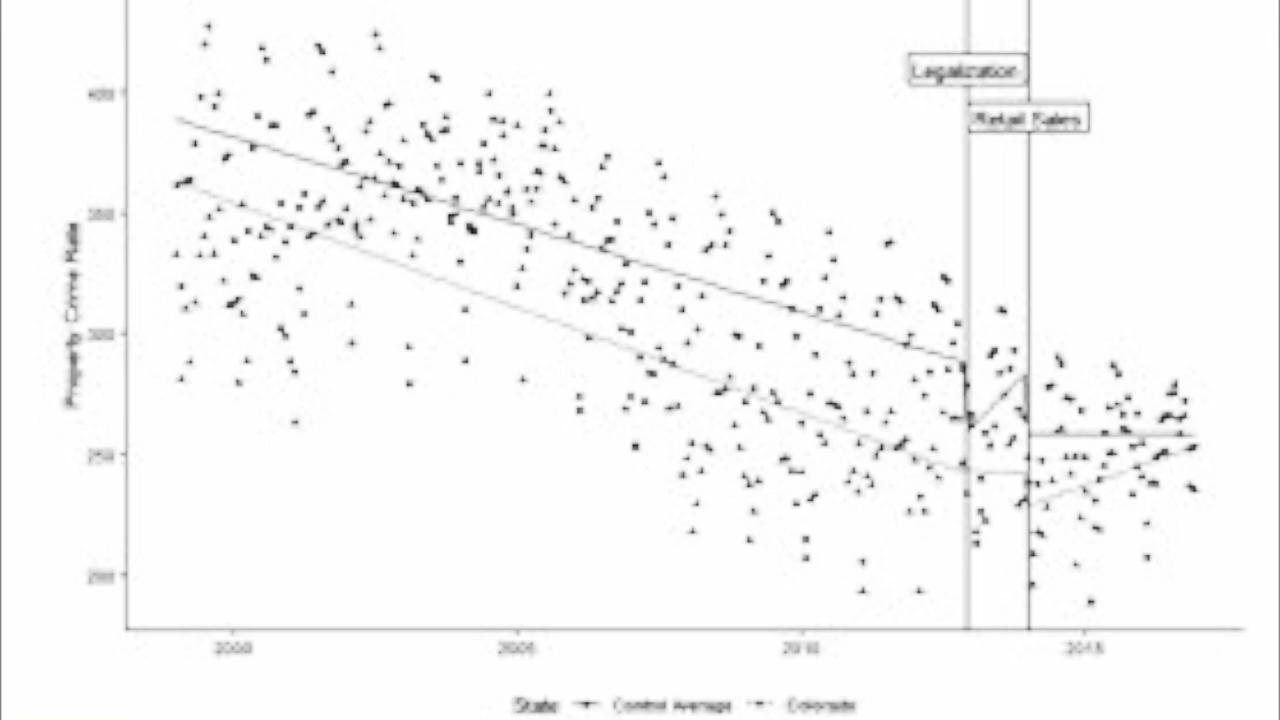 Legalization
Retail Sales
400
350
300
250
200
Property Crime Rate
2000
2005
2010
2015
State Control Average Colorado